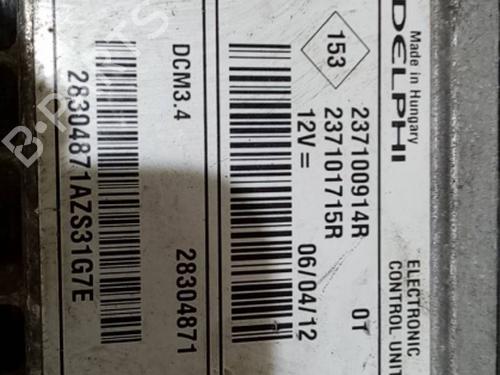 DELPHI
Made in Hungary
ELECTRONIC
CONTROL UNIT
153
237100914R
0T
237101715R
12V=
06/04/12
DCM3.4
28304871
28304871AZS31G7E
B-PARTS